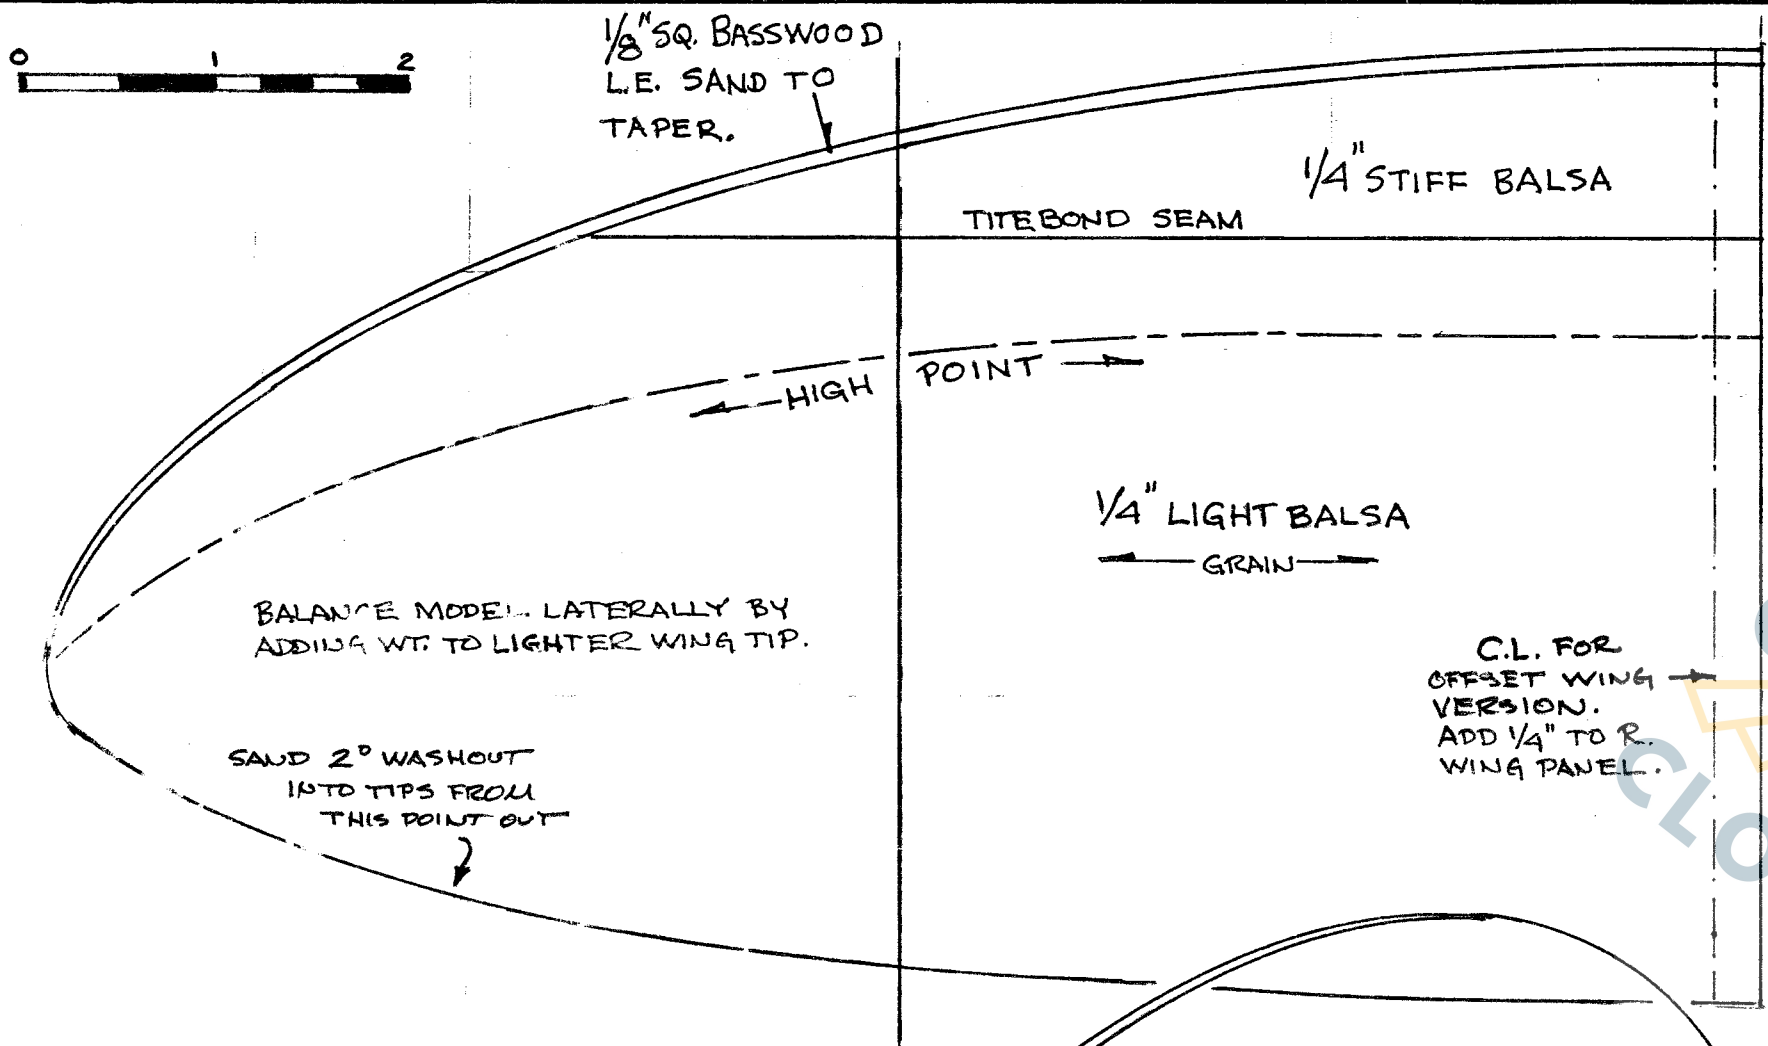 0 1 2
1/8" SQ. BASSWOOD
L.E. SAND TO
TAPER.
1/4" STIFF BALSA
TITEBOND SEAM
HIGH POINT
1/4" LIGHT BALSA
GRAIN
BALANCE MODEL LATERALLY BY
ADDING WT. TO LIGHTER WING TIP.
C.L. FOR
OFFSET WING
VERSION.
ADD 1/4" TO R.
WING PANEL.
SAND 2° WASHOUT
INTO TIPS FROM
THIS POINT OUT
CLO